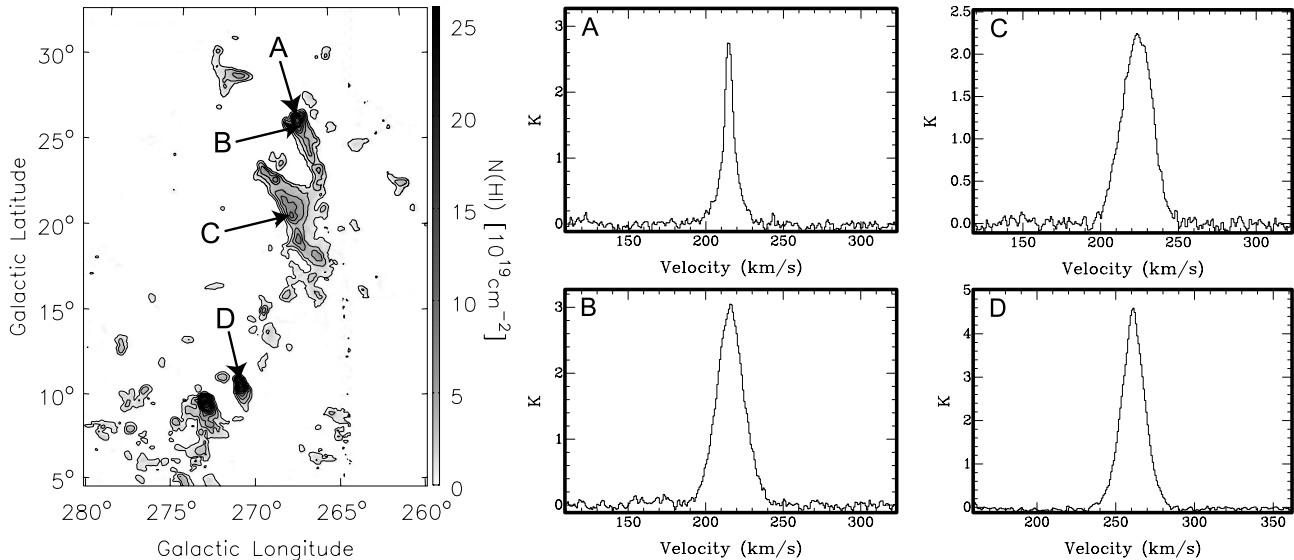 30°
25°
20°
15°
10°
5°
280°
275°
270°
265°
260°
Galactic Latitude
Galactic Longitude
A
B
C
D
25
20
15
10
5
0
N(HI) [10¹⁹cm⁻²]
A
3
2
1
0
K
150 200 250 300
Velocity (km/s)
C
2.5
2.0
1.5
1.0
0.5
0.0
K
150 200 250 300
Velocity (km/s)
B
3
2
1
0
K
150 200 250 300
Velocity (km/s)
D
5
4
3
2
1
0
K
200 250 300 350
Velocity (km/s)